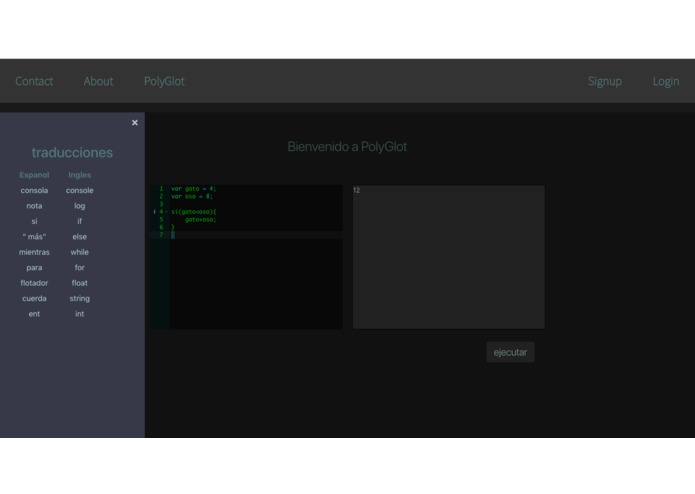 Contact About PolyGlot Signup Login
×
traducciones
Espanol Ingles
consola console
nota log
si if
" más" else
mientras while
para for
flotador float
cuerda string
ent int
Bienvenido a PolyGlot
1 var gato = 4;
2 var oso = 8;
3
i 4 si(gato<oso){
5 gato+oso;
6 }
7
12
ejecutar